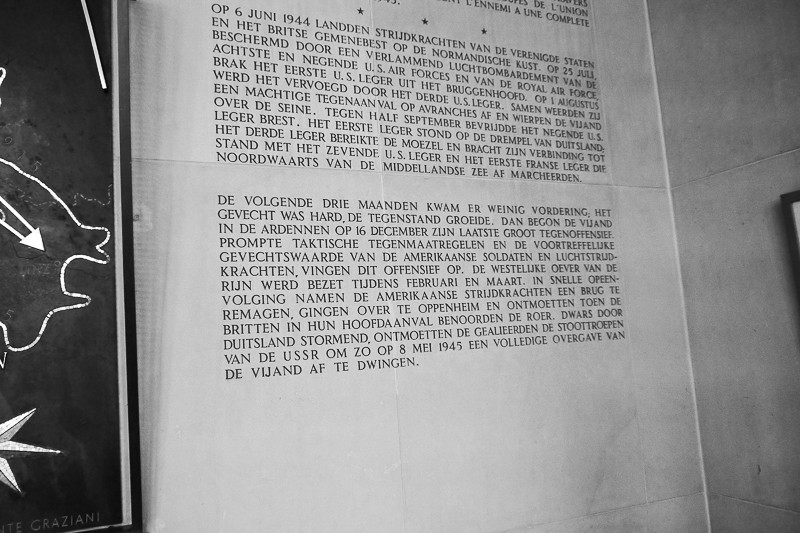 L'ENNEMI A UNE COMPLETE
OP 6 JUNI 1944 LANDDEN STRIJDKRACHTEN VAN DE VERENIGDE STATEN
EN HET BRITSE GEMENEBEST OP DE NORMANDISCHE KUST. OP 25 JULI,
BESCHERMD DOOR EEN VERLAMMEND LUCHTBOMBARDEMENT VAN DE
ACHTSTE EN NEGENDE U.S. AIR FORCES EN VAN DE ROYAL AIR FORCE,
BRAK HET EERSTE U.S. LEGER UIT HET BRUGGENHOOFD. OP 1 AUGUSTUS
WERD HET VERVOEGD DOOR HET DERDE U.S. LEGER. SAMEN WEERDEN ZIJ
EEN MACHTIGE TEGENAANVAL OP AVRANCHES AF EN WIERPEN DE VIJAND
OVER DE SEINE. TEGEN HALF SEPTEMBER BEVRIJDDE HET NEGENDE U.S.
LEGER BREST. HET EERSTE LEGER STOND OP DE DREMPEL VAN DUITSLAND;
HET DERDE LEGER BEREIKTE DE MOEZEL EN BRACHT ZIJN VERBINDING TOT
STAND MET HET ZEVENDE U.S. LEGER EN HET EERSTE FRANSE LEGER DIE
NOORDWAARTS VAN DE MIDDELLANDSE ZEE AF MARCHEERDEN.
DE VOLGENDE DRIE MAANDEN KWAM ER WEINIG VORDERING; HET
GEVECHT WAS HARD, DE TEGENSTAND GROEIDE. DAN BEGON DE VIJAND
IN DE ARDENNEN OP 16 DECEMBER ZIJN LAATSTE GROOT TEGENOFFENSIEF.
PROMPTE TAKTISCHE TEGENMAATREGELEN EN DE VOORTREFFELIJKE
GEVECHTSWAARDE VAN DE AMERIKAANSE SOLDATEN EN LUCHTSTRIJD-
KRACHTEN, VINGEN DIT OFFENSIEF OP. DE WESTELIJKE OEVER VAN DE
RIJN WERD BEZET TIJDENS FEBRUARI EN MAART. IN SNELLE OPEEN-
VOLGING NAMEN DE AMERIKAANSE STRIJDKRACHTEN EEN BRUG TE
REMAGEN, GINGEN OVER TE OPPENHEIM EN ONTMOETTEN TOEN DE
BRITTEN IN HUN HOOFDAANVAL BENOORDEN DE ROER. DWARS DOOR
DUITSLAND STORMEND, ONTMOETTEN DE GEALIEERDEN DE STOOTTROEPEN
VAN DE USSR OM ZO OP 8 MEI 1945 EEN VOLLEDIGE OVERGAVE VAN
DE VIJAND AF TE DWINGEN.
GRAZIANI